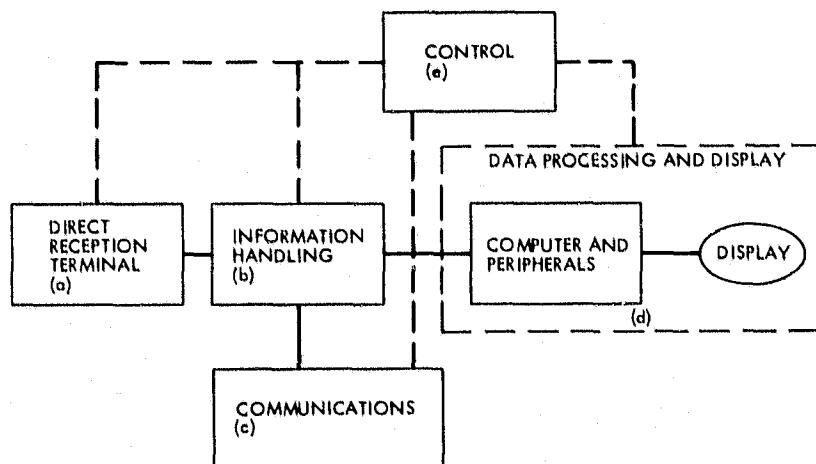 CONTROL
(e)
DATA PROCESSING AND DISPLAY
DIRECT
RECEPTION
TERMINAL
(a)
INFORMATION
HANDLING
(b)
COMPUTER AND
PERIPHERALS
DISPLAY
(d)
COMMUNICATIONS
(c)